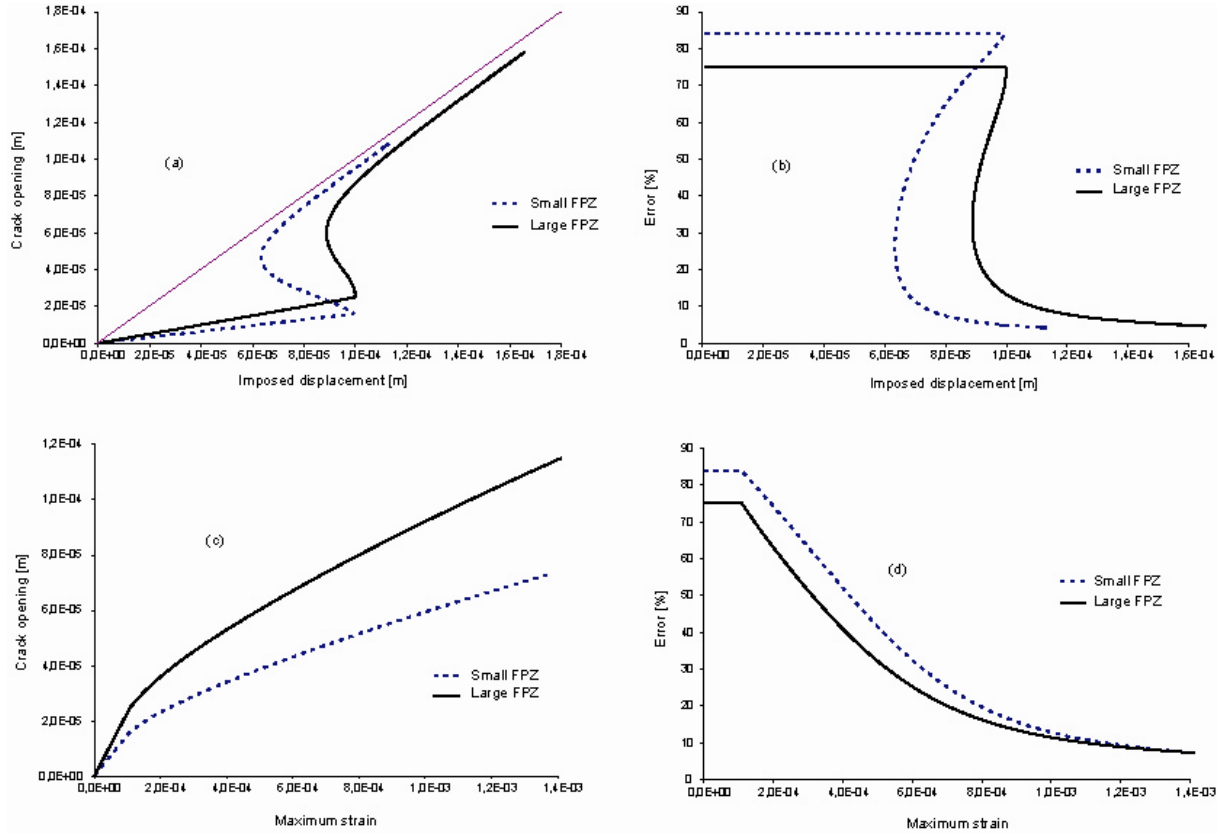 1,8E-04
1,6E-04
1,4E-04
1,2E-04
1,0E-04
8,0E-05
6,0E-05
4,0E-05
2,0E-05
0,0E+00
Crack opening [m]
(a)
Small FPZ
Large FPZ
0,0E+00 2,0E-05 4,0E-05 6,0E-05 8,0E-05 1,0E-04 1,2E-04 1,4E-04 1,6E-04 1,8E-04
Imposed displacement [m]
90
80
70
60
50
40
30
20
10
0
Error [%]
(b)
Small FPZ
Large FPZ
0,0E+00 2,0E-05 4,0E-05 6,0E-05 8,0E-05 1,0E-04 1,2E-04 1,4E-04 1,6E-04
Imposed displacement [m]
1,2E-04
1,0E-04
8,0E-05
6,0E-05
4,0E-05
2,0E-05
0,0E+00
Crack opening [m]
(c)
Small FPZ
Large FPZ
0,0E+00 2,0E-04 4,0E-04 6,0E-04 8,0E-04 1,0E-03 1,2E-03 1,4E-03
Maximum strain
90
80
70
60
50
40
30
20
10
0
Error [%]
(d)
Small FPZ
Large FPZ
0,0E+00 2,0E-04 4,0E-04 6,0E-04 8,0E-04 1,0E-03 1,2E-03 1,4E-03
Maximum strain